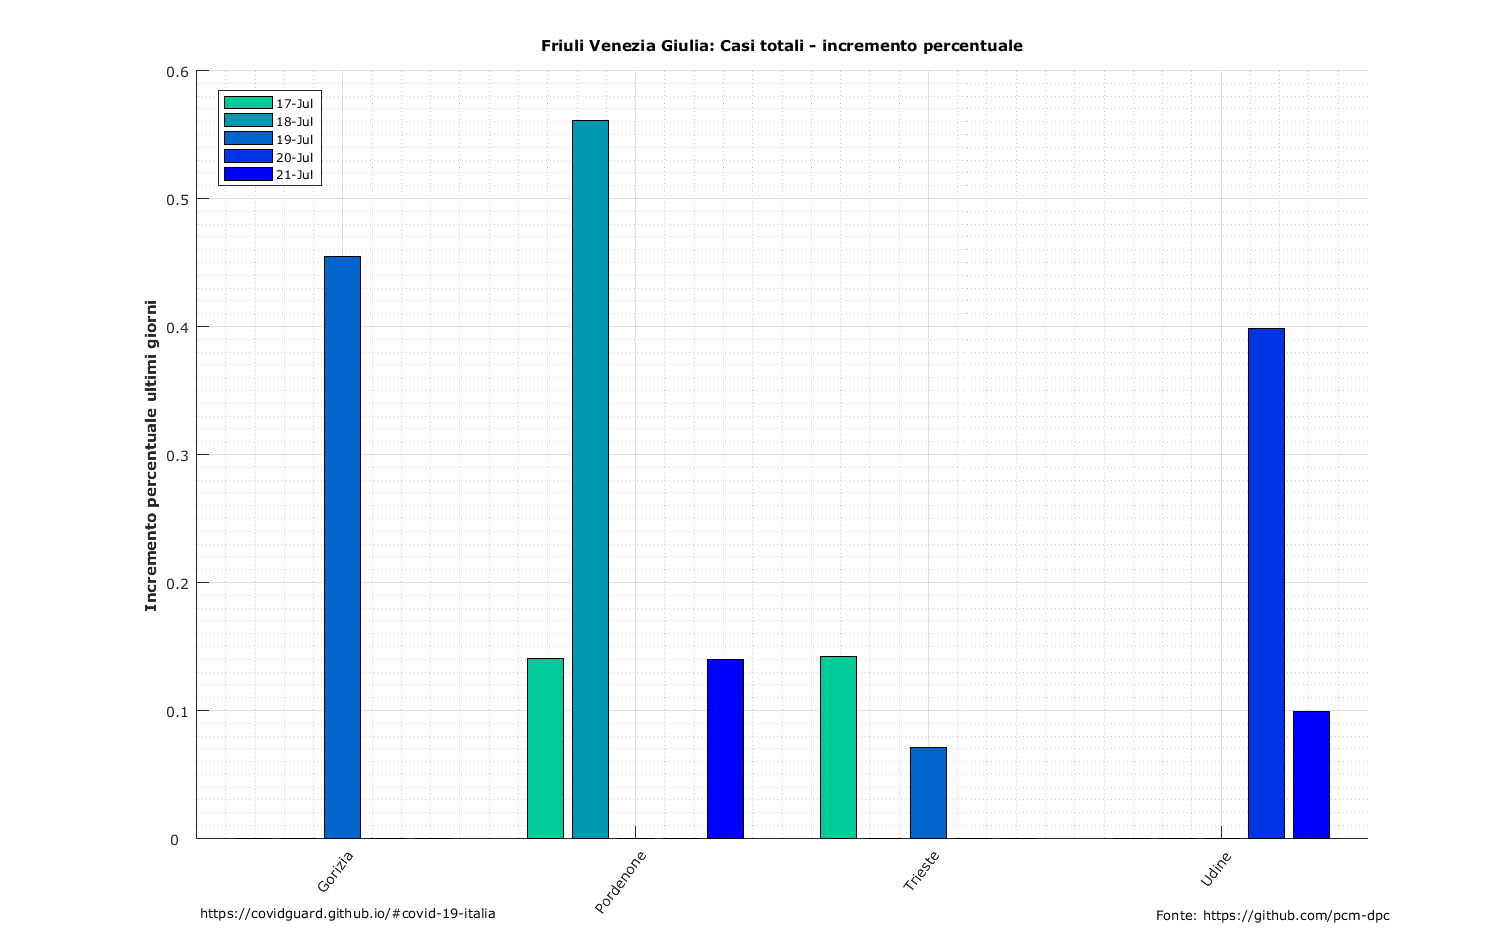 Friuli Venezia Giulia: Casi totali - incremento percentuale
0.6
0.5
0.4
0.3
0.2
0.1
0
Incremento percentuale ultimi giorni
17-Jul
18-Jul
19-Jul
20-Jul
21-Jul
Gorizia
Pordenone
Trieste
Udine
https://covidguard.github.io/#covid-19-italia
Fonte: https://github.com/pcm-dpc